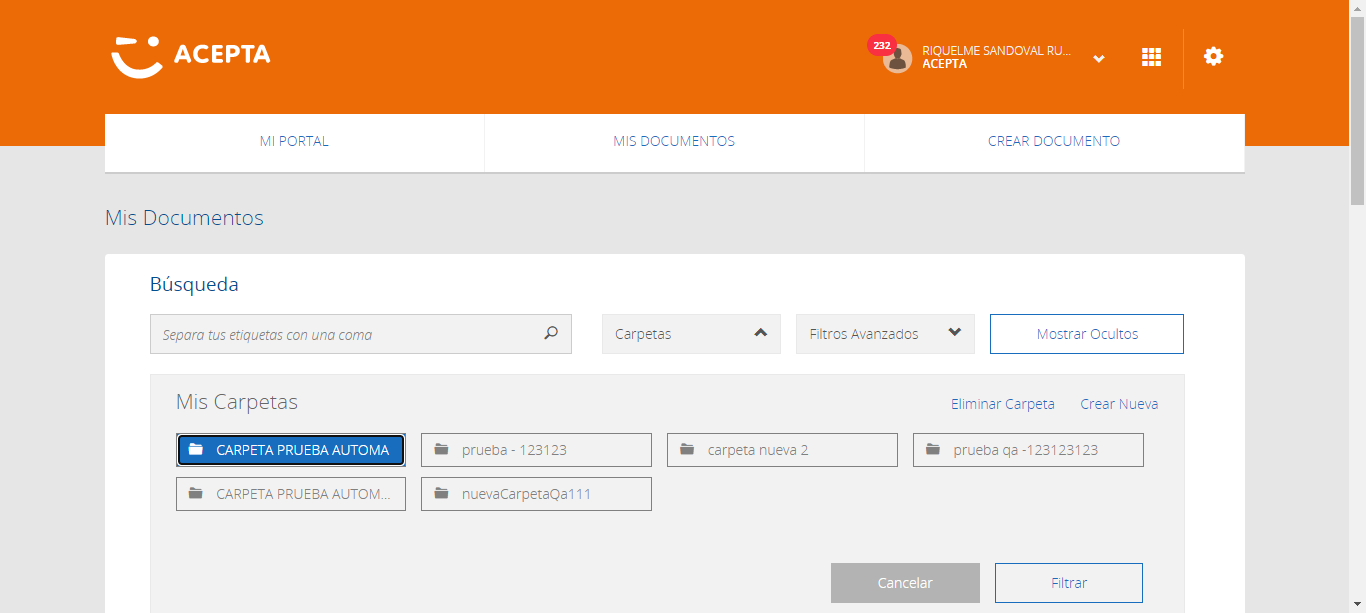 ACEPTA
232
RIQUELME SANDOVAL RU...
ACEPTA
MI PORTAL
MIS DOCUMENTOS
CREAR DOCUMENTO
Mis Documentos
Búsqueda
Separa tus etiquetas con una coma
Carpetas
Filtros Avanzados
Mostrar Ocultos
Mis Carpetas
Eliminar Carpeta
Crear Nueva
CARPETA PRUEBA AUTOMA
prueba - 123123
carpeta nueva 2
prueba qa -123123123
CARPETA PRUEBA AUTOM...
nuevaCarpetaQa111
Cancelar
Filtrar